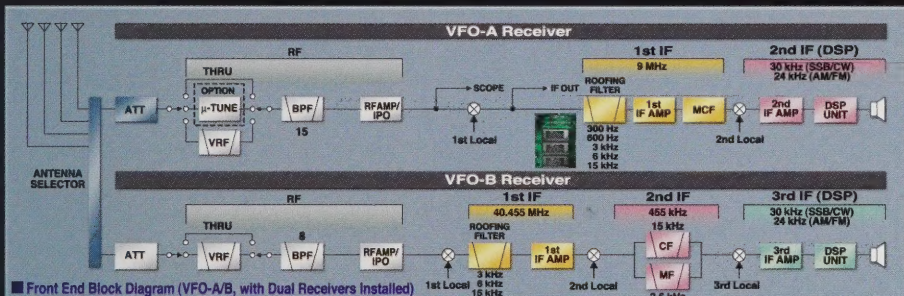 VFO-A Receiver
RF
1st IF
9 MHz
2nd IF (DSP)
30 kHz (SSB/CW)
24 kHz (AM/FM)
THRU
OPTION
μ-TUNE
VRF
ATT
BPF
15
RFAMP/
IPO
SCOPE
1st Local
IF OUT
ROOFING
FILTER
300 Hz
600 Hz
3 kHz
6 kHz
15 kHz
1st
IF AMP
MCF
2nd Local
2nd
IF AMP
DSP
UNIT
ANTENNA
SELECTOR
VFO-B Receiver
RF
1st IF
40.455 MHz
2nd IF
455 kHz
3rd IF (DSP)
30 kHz (SSB/CW)
24 kHz (AM/FM)
THRU
ATT
VRF
8
BPF
RFAMP/
IPO
1st Local
ROOFING
FILTER
3 kHz
6 kHz
15 kHz
1st
IF AMP
2nd Local
15 kHz
CF
MF
3rd Local
3rd
IF AMP
DSP
UNIT
■ Front End Block Diagram (VFO-A/B, with Dual Receivers Installed)